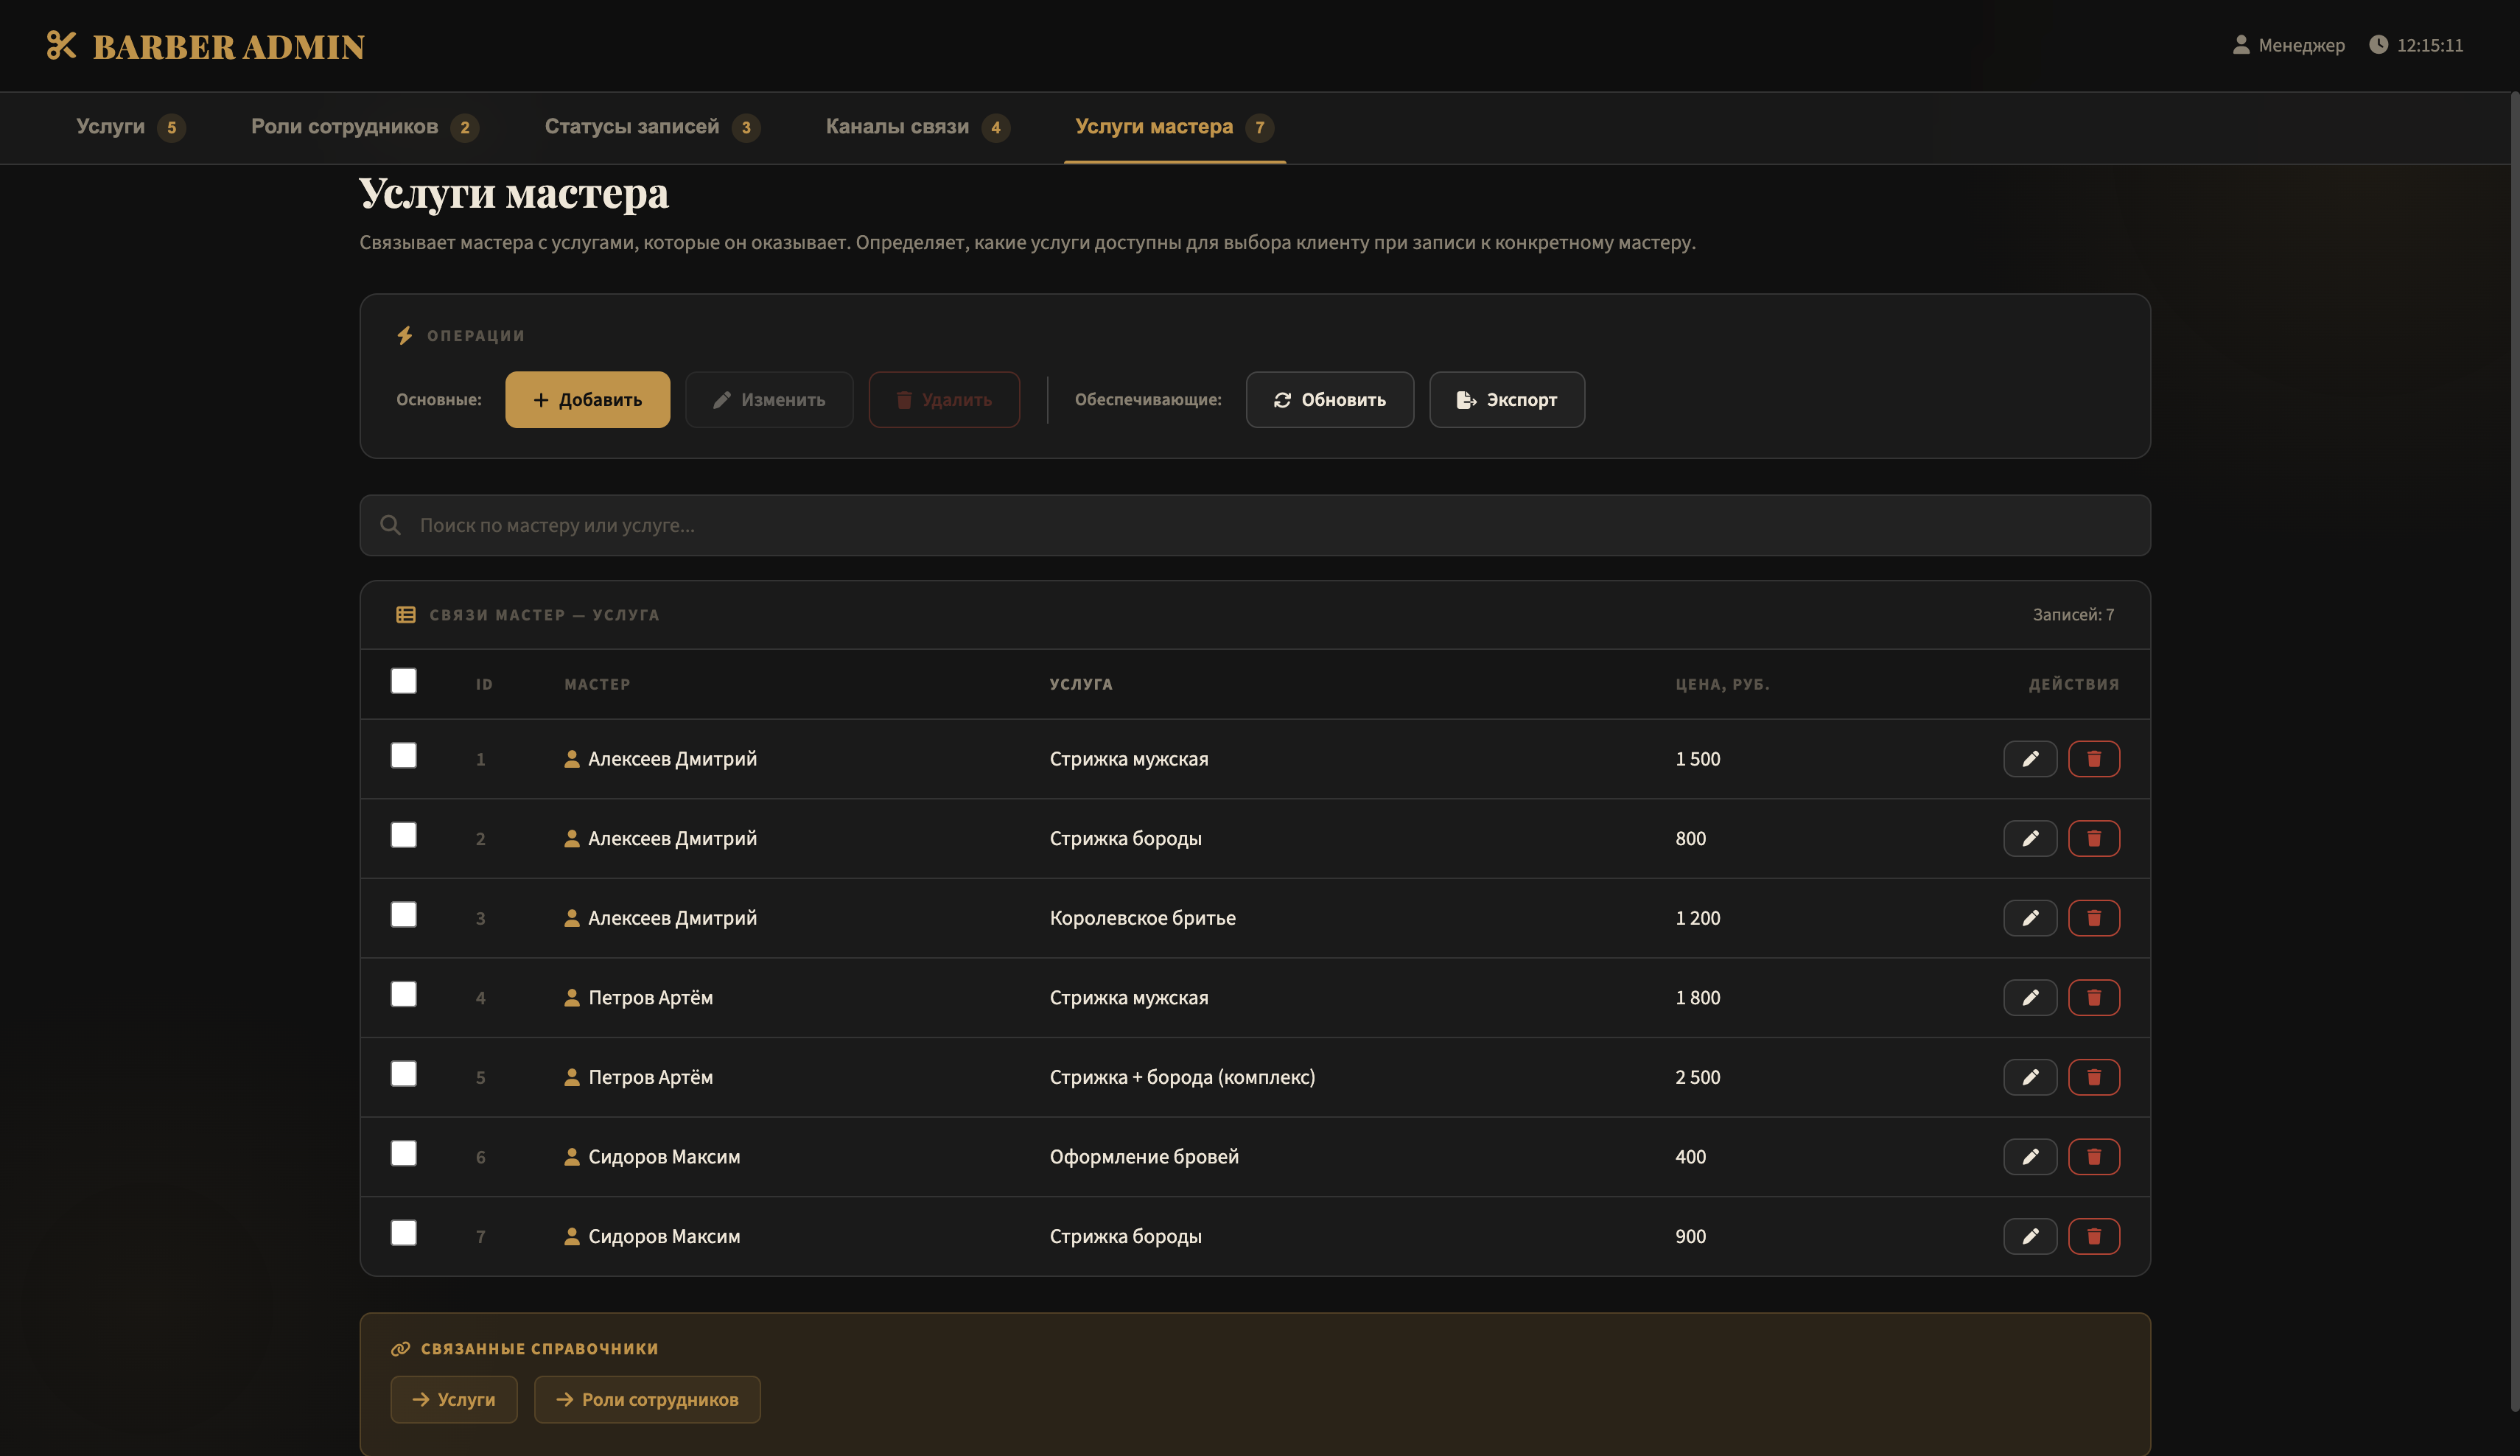 BARBER ADMIN
Менеджер 12:15:11
Услуги 5 Роли сотрудников 2 Статусы записей 3 Каналы связи 4 Услуги мастера 7
Услуги мастера
Связывает мастера с услугами, которые он оказывает. Определяет, какие услуги доступны для выбора клиенту при записи к конкретному мастеру.
ОПЕРАЦИИ
Основные: Добавить Изменить Удалить Обеспечивающие: Обновить Экспорт
Поиск по мастеру или услуге...
СВЯЗИ МАСТЕР — УСЛУГА Записей: 7
ID МАСТЕР УСЛУГА ЦЕНА, РУБ. ДЕЙСТВИЯ
1 Алексеев Дмитрий Стрижка мужская 1 500
2 Алексеев Дмитрий Стрижка бороды 800
3 Алексеев Дмитрий Королевское бритье 1 200
4 Петров Артём Стрижка мужская 1 800
5 Петров Артём Стрижка + борода (комплекс) 2 500
6 Сидоров Максим Оформление бровей 400
7 Сидоров Максим Стрижка бороды 900
СВЯЗАННЫЕ СПРАВОЧНИКИ
Услуги Роли сотрудников